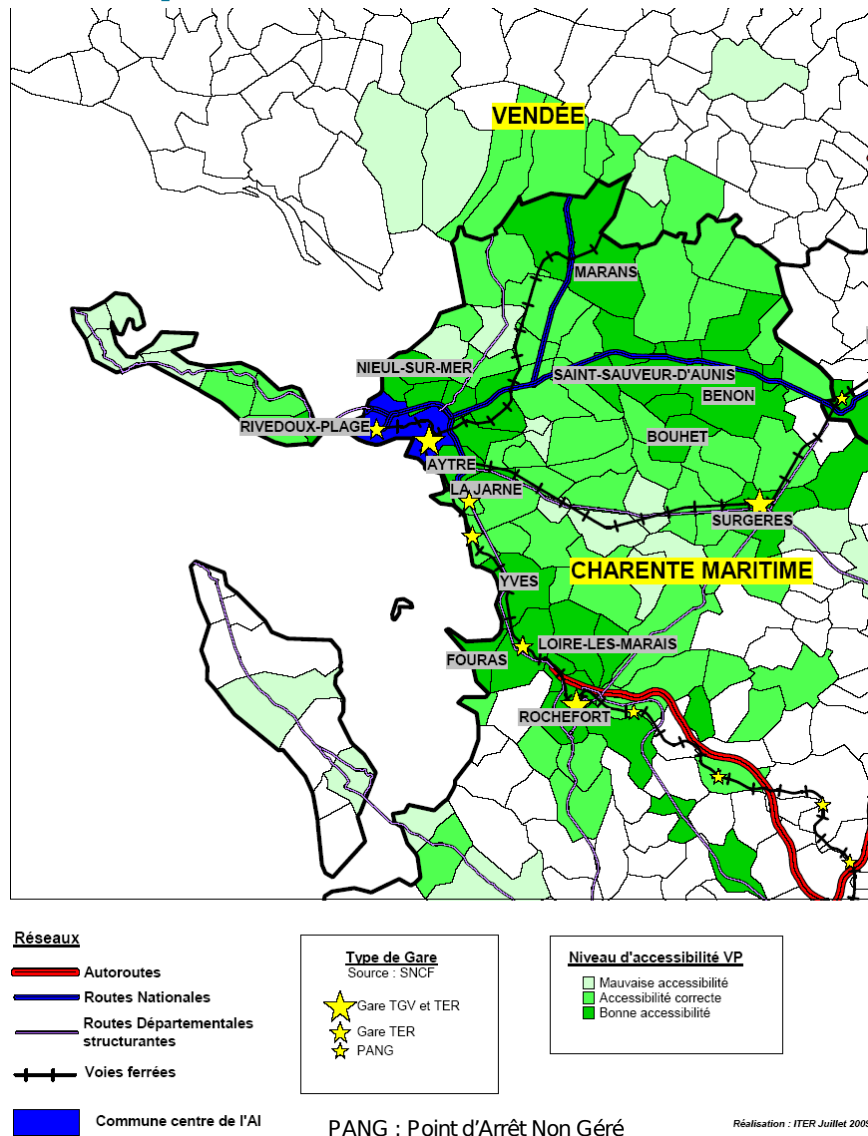 VENDÉE
MARANS
NIEUL-SUR-MER
SAINT-SAUVEUR-D'AUNIS
BENON
RIVEDOUX-PLAGE
BOUHET
AYTRE
LA JARNE
SURGERES
CHARENTE MARITIME
YVES
LOIRE-LES-MARAIS
FOURAS
ROCHEFORT
Réseaux
Autoroutes
Routes Nationales
Routes Départementales
structurantes
Voies ferrées
Commune centre de l'AI
Type de Gare
Source : SNCF
Gare TGV et TER
Gare TER
PANG
Niveau d'accessibilité VP
Mauvaise accessibilité
Accessibilité correcte
Bonne accessibilité
PANG : Point d'Arrêt Non Géré
Réalisation : ITER Juillet